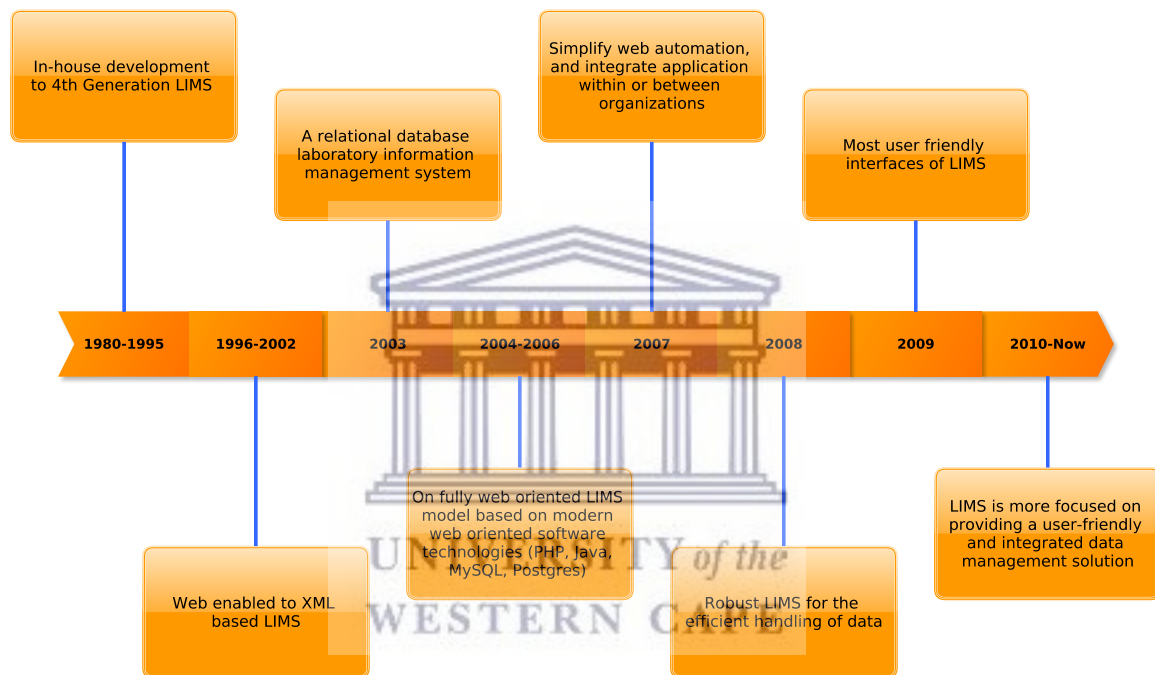 In-house development
to 4th Generation LIMS
A relational database
laboratory information
management system
Simplify web automation,
and integrate application
within or between
organizations
Most user friendly
interfaces of LIMS
1980-1995
1996-2002
2003
2004-2006
2007
2008
2009
2010-Now
Web enabled to XML
based LIMS
On fully web oriented LIMS
model based on modern
web oriented software
technologies (PHP, Java,
MySQL, Postgres)
Robust LIMS for the
efficient handling of data
LIMS is more focused on
providing a user-friendly
and integrated data
management solution
UNIVERSITY of the
WESTERN CAPE